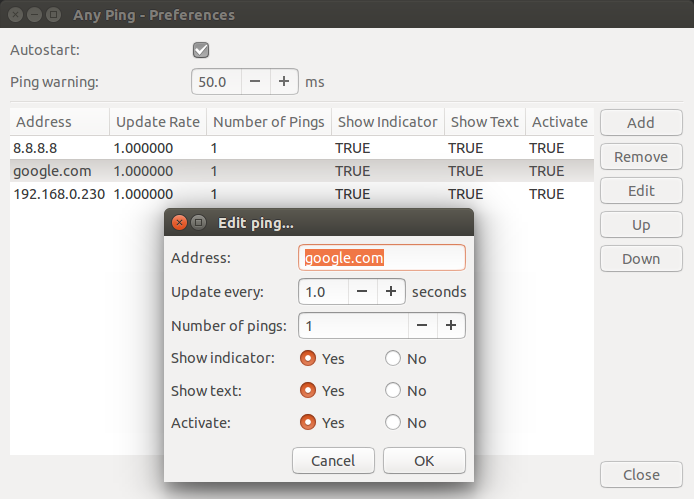 Any Ping - Preferences
Autostart:
Ping warning: 50.0 ms
Address Update Rate Number of Pings Show Indicator Show Text Activate
8.8.8.8 1.000000 1 TRUE TRUE TRUE
google.com 1.000000 1 TRUE TRUE TRUE
192.168.0.230 1.000000 1 TRUE TRUE TRUE
Add
Remove
Edit
Up
Down
Edit ping...
Address: google.com
Update every: 1.0 seconds
Number of pings: 1
Show indicator: Yes No
Show text: Yes No
Activate: Yes No
Cancel OK
Close